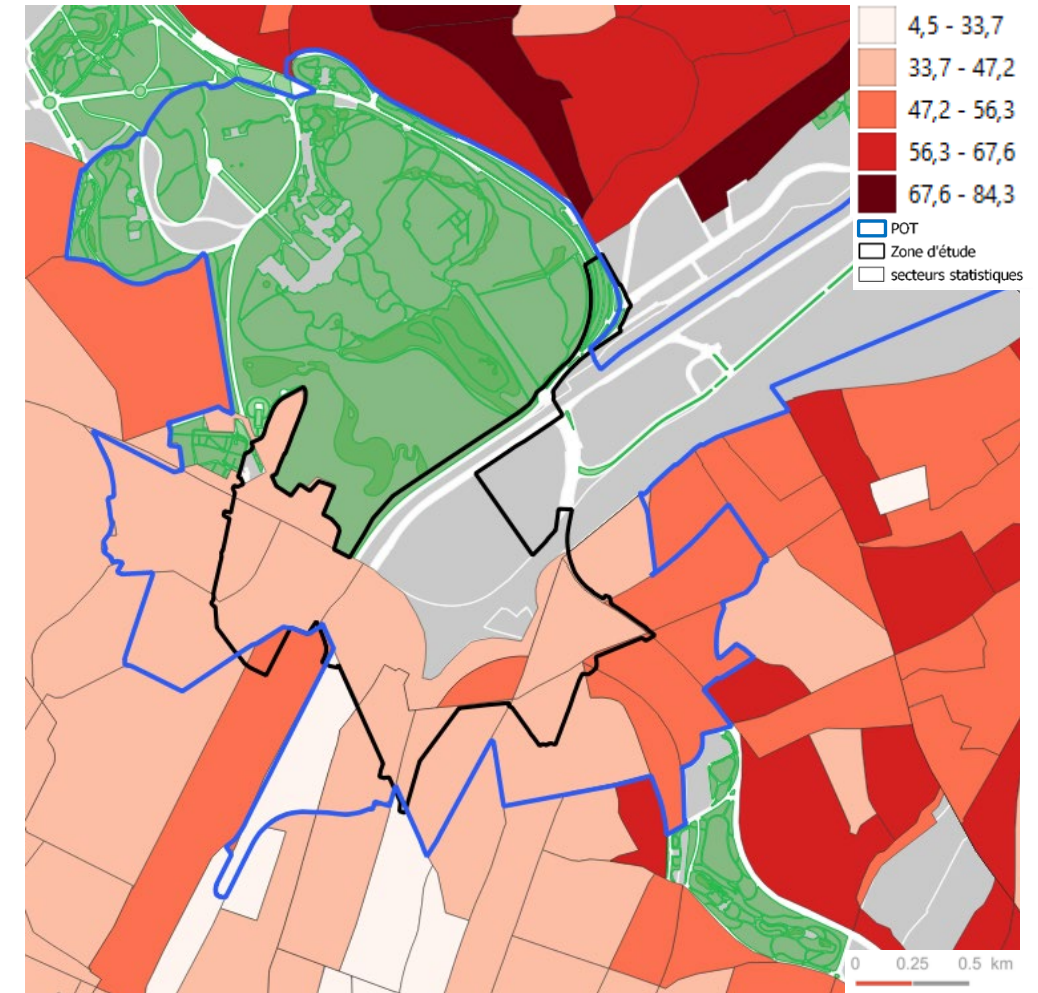 4,5 - 33,7
33,7 - 47,2
47,2 - 56,3
56,3 - 67,6
67,6 - 84,3
POT
Zone d'étude
secteurs statistiques
0 0.25 0.5 km